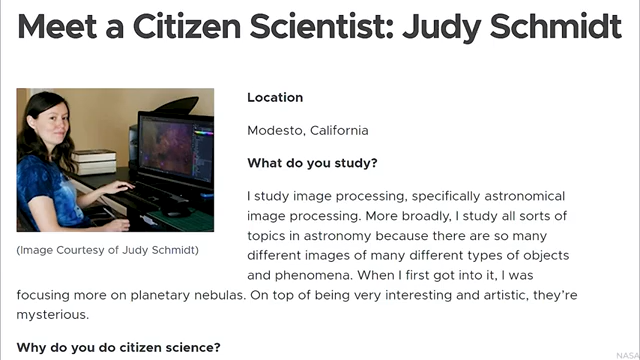 Meet a Citizen Scientist: Judy Schmidt
Location
Modesto, California
What do you study?
I study image processing, specifically astronomical
image processing. More broadly, I study all sorts of
topics in astronomy because there are so many
different images of many different types of objects
and phenomena. When I first got into it, I was
(Image Courtesy of Judy Schmidt)
focusing more on planetary nebulas. On top of being very interesting and artistic, they're
mysterious.
Why do you do citizen science?
NASA